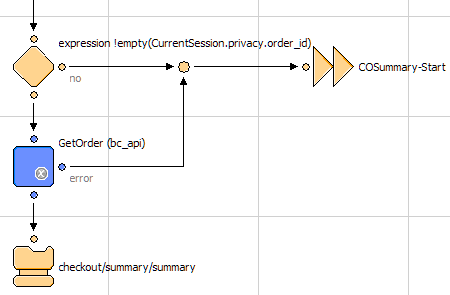 expression !empty(CurrentSession.privacy.order_id)
no
COSummary-Start
GetOrder (bc_api)
error
checkout/summary/summary